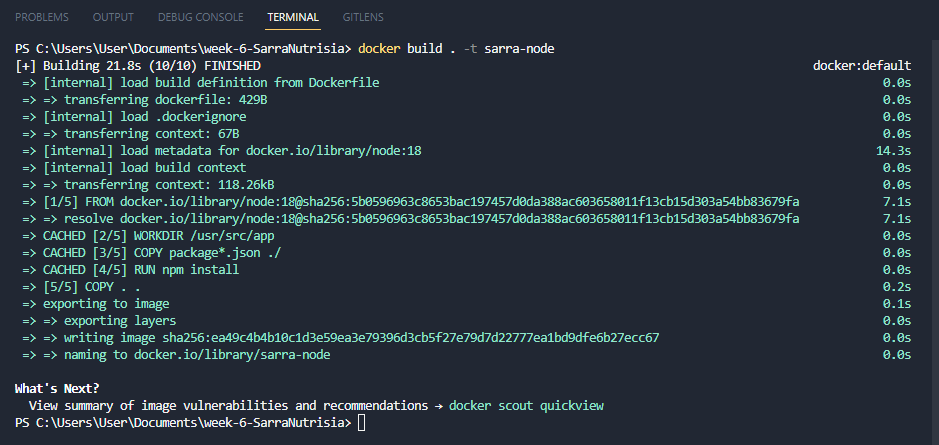 PROBLEMS OUTPUT DEBUG CONSOLE TERMINAL GITLENS
PS C:\Users\User\Documents\week-6-SarraNutrisia> docker build . -t sarra-node
[+] Building 21.8s (10/10) FINISHED docker:default
=> [internal] load build definition from Dockerfile 0.0s
=> => transferring dockerfile: 429B 0.0s
=> [internal] load .dockerignore 0.0s
=> => transferring context: 67B 0.0s
=> [internal] load metadata for docker.io/library/node:18 14.3s
=> [internal] load build context 0.0s
=> => transferring context: 118.26kB 0.0s
=> [1/5] FROM docker.io/library/node:18@sha256:5b0596963c8653bac197457d0da388ac603658011f13cb15d303a54bb83679fa 7.1s
=> => resolve docker.io/library/node:18@sha256:5b0596963c8653bac197457d0da388ac603658011f13cb15d303a54bb83679fa 7.1s
=> CACHED [2/5] WORKDIR /usr/src/app 0.0s
=> CACHED [3/5] COPY package*.json ./ 0.0s
=> CACHED [4/5] RUN npm install 0.0s
=> [5/5] COPY . . 0.2s
=> exporting to image 0.1s
=> => exporting layers 0.0s
=> => writing image sha256:ea49c4b4b10c1d3e59ea3e79396d3cb5f27e79d7d22777ea1bd9dfe6b27ecc67 0.0s
=> => naming to docker.io/library/sarra-node 0.0s
What's Next?
View summary of image vulnerabilities and recommendations → docker scout quickview
PS C:\Users\User\Documents\week-6-SarraNutrisia>